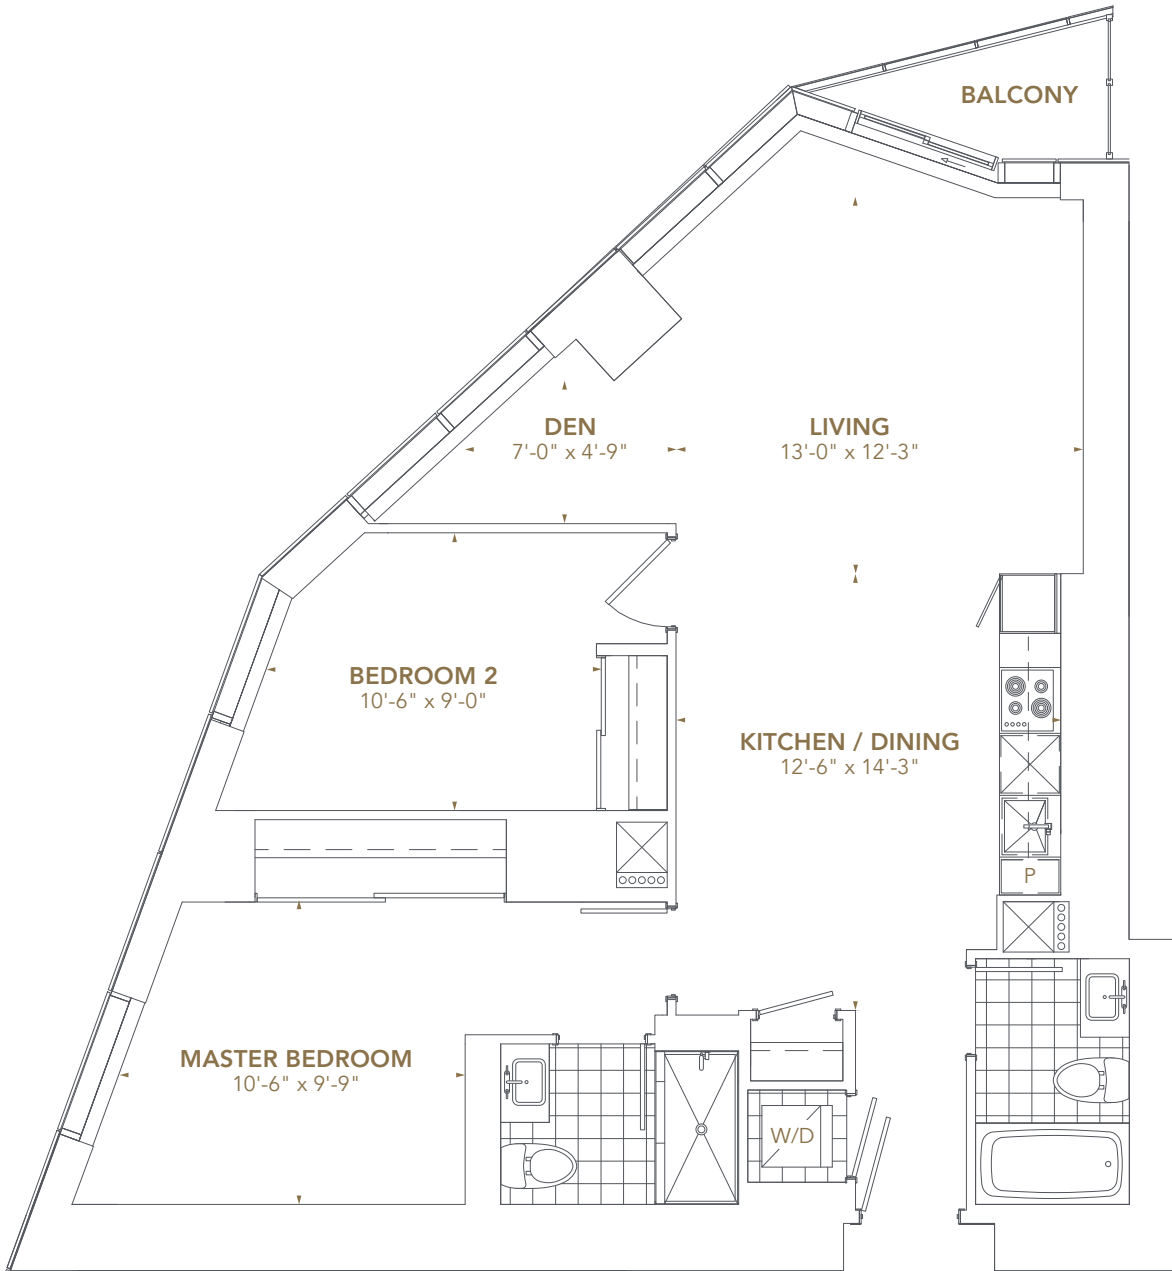 BALCONY
DEN
7'-0" x 4'-9"
LIVING
13'-0" x 12'-3"
BEDROOM 2
10'-6" x 9'-0"
KITCHEN / DINING
12'-6" x 14'-3"
P
MASTER BEDROOM
10'-6" x 9'-9"
W/D